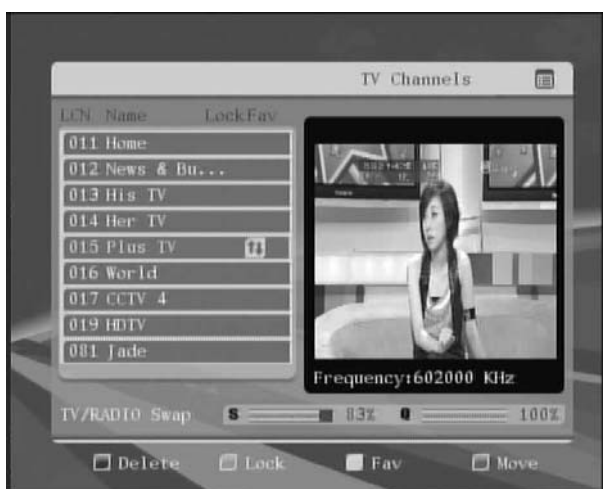 TV Channels
LCN Name Lock Fav
011 Home
012 News & Bu...
013 His TV
014 Her TV
015 Plus TV
016 World
017 CCTV 4
019 HDTV
081 Jade
Frequency:602000 KHz
TV/RADIO Swap S 83% Q 100%
Delete Lock Fav Move